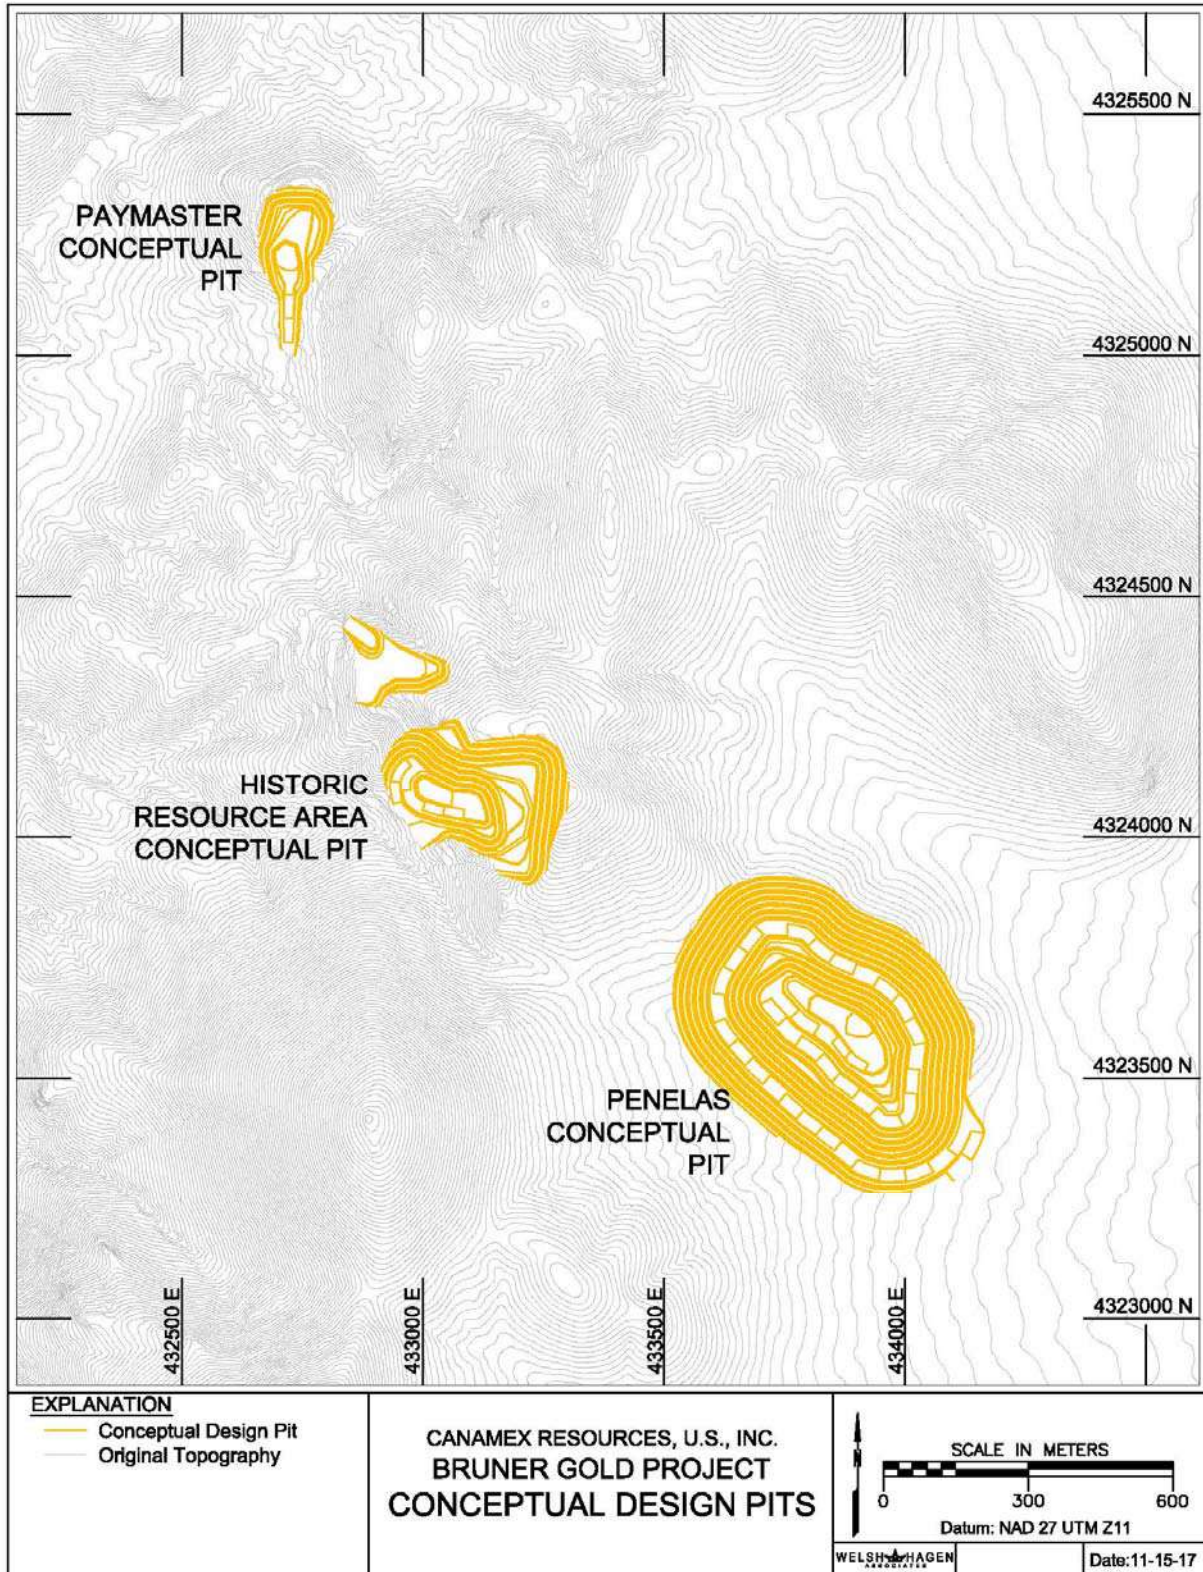 4325500 N
PAYMASTER
CONCEPTUAL
PIT
4325000 N
4324500 N
HISTORIC
RESOURCE AREA
CONCEPTUAL PIT
4324000 N
4323500 N
PENELAS
CONCEPTUAL
PIT
4323000 N
432500 E
433000 E
433500 E
434000 E
EXPLANATION
Conceptual Design Pit
Original Topography
CANAMEX RESOURCES, U.S., INC.
BRUNER GOLD PROJECT
CONCEPTUAL DESIGN PITS
N
SCALE IN METERS
0 300 600
Datum: NAD 27 UTM Z11
WELSH HAGEN
ASSOCIATES
Date:11-15-17